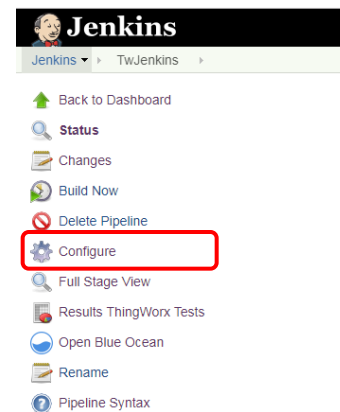 Jenkins
Jenkins TwJenkins
Back to Dashboard
Status
Changes
Build Now
Delete Pipeline
Configure
Full Stage View
Results ThingWorx Tests
Open Blue Ocean
Rename
Pipeline Syntax